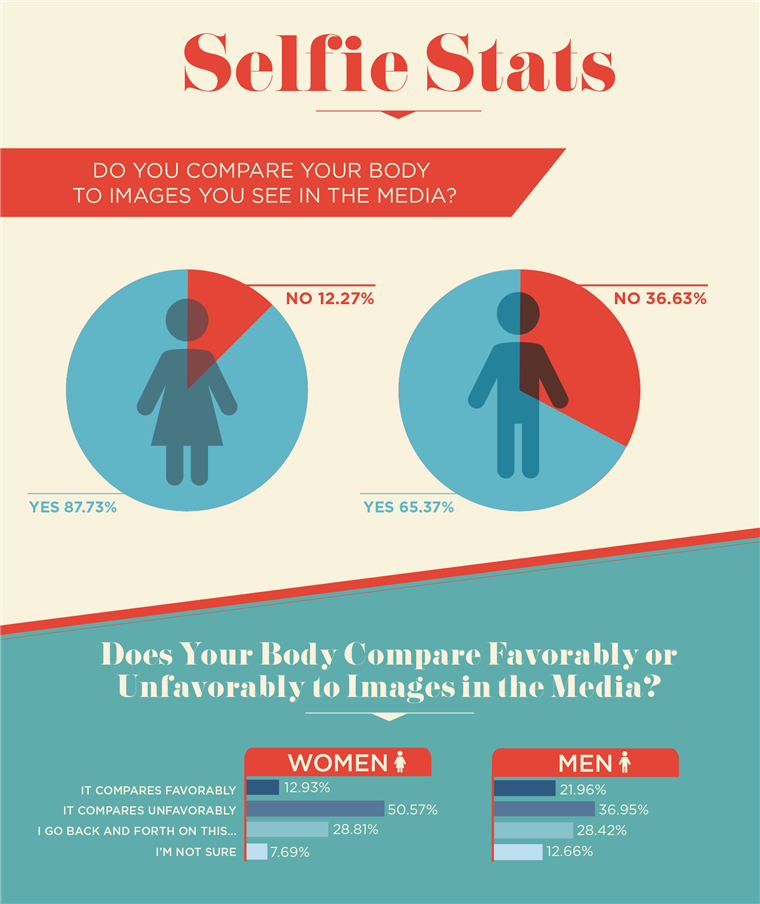 Selfie Stats
DO YOU COMPARE YOUR BODY
TO IMAGES YOU SEE IN THE MEDIA?
NO 12.27%
NO 36.63%
YES 87.73%
YES 65.37%
Does Your Body Compare Favorably or
Unfavorably to Images in the Media?
WOMEN
MEN
IT COMPARES FAVORABLY 12.93% 21.96%
IT COMPARES UNFAVORABLY 50.57% 36.95%
I GO BACK AND FORTH ON THIS... 28.81% 28.42%
I'M NOT SURE 7.69% 12.66%